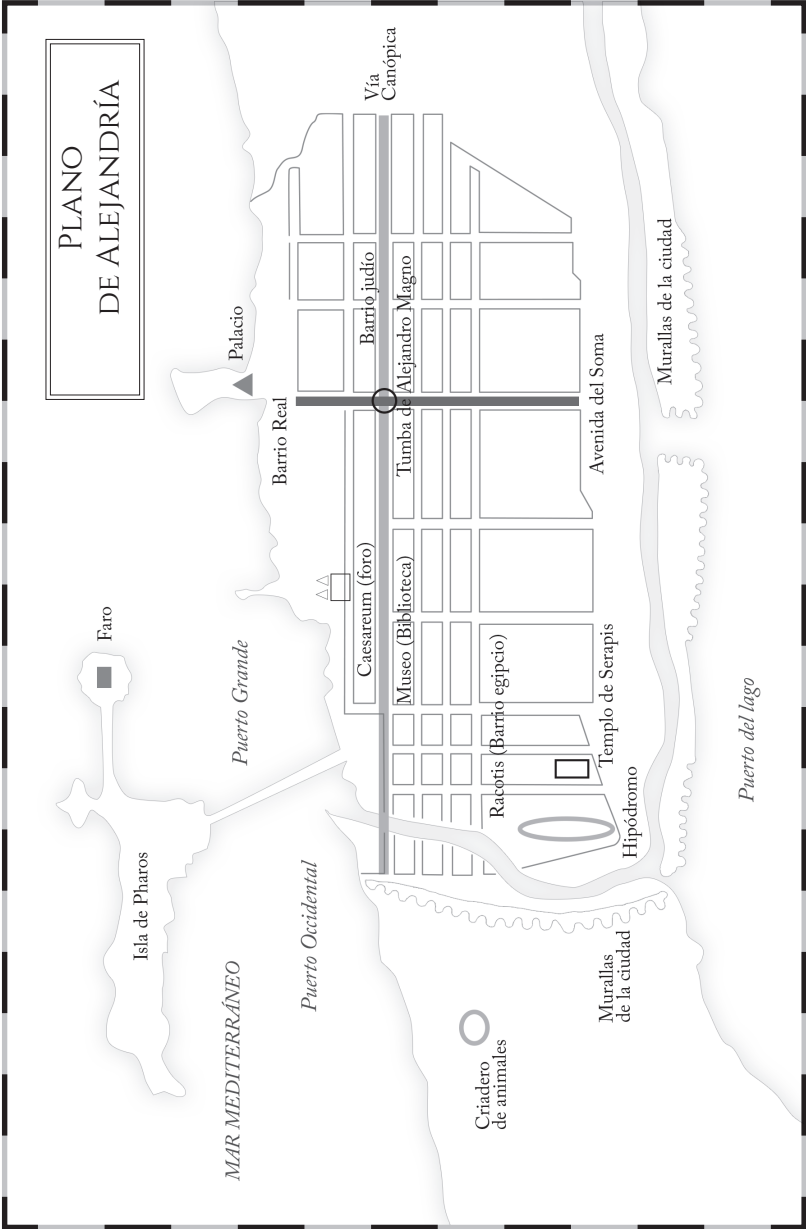 PLANO
DE ALEJANDRÍA
Faro
Isla de Pharos
MAR MEDITERRÁNEO
Puerto Grande
Puerto Occidental
Palacio
Barrio Real
Vía
Canópica
Barrio judío
Caesareum (foro)
Tumba de Alejandro Magno
Museo (Biblioteca)
Racotis (Barrio egipcio)
Avenida del Soma
Templo de Serapis
Hipódromo
Criadero
de animales
Murallas
de la ciudad
Murallas de la ciudad
Puerto del lago